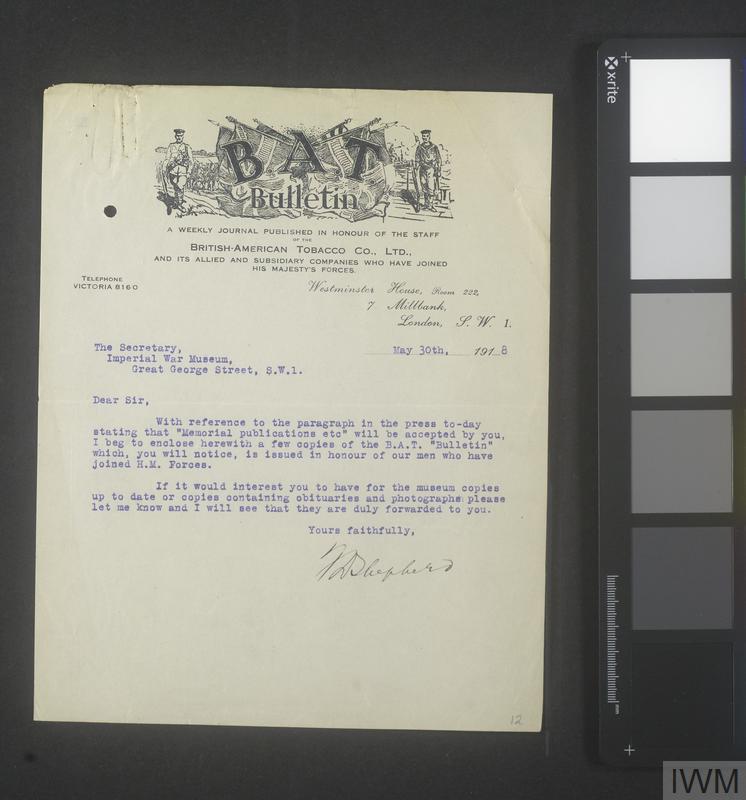 BAT
Bulletin
A WEEKLY JOURNAL PUBLISHED IN HONOUR OF THE STAFF
OF THE
BRITISH-AMERICAN TOBACCO CO., LTD.,
AND ITS ALLIED AND SUBSIDIARY COMPANIES WHO HAVE JOINED
HIS MAJESTY'S FORCES.
TELEPHONE
VICTORIA 8160
Westminster House, Room 222,
7 Millbank,
London, S. W. 1.
May 30th, 1918
The Secretary,
Imperial War Museum,
Great George Street, S.W.1.
Dear Sir,
With reference to the paragraph in the press to-day
stating that "Memorial publications etc" will be accepted by you,
I beg to enclose herewith a few copies of the B.A.T. "Bulletin"
which, you will notice, is issued in honour of our men who have
joined H.M. Forces.
If it would interest you to have for the museum copies
up to date or copies containing obituaries and photographs please
let me know and I will see that they are duly forwarded to you.
Yours faithfully,
Shepherd
12
x-rite
mm
IWM